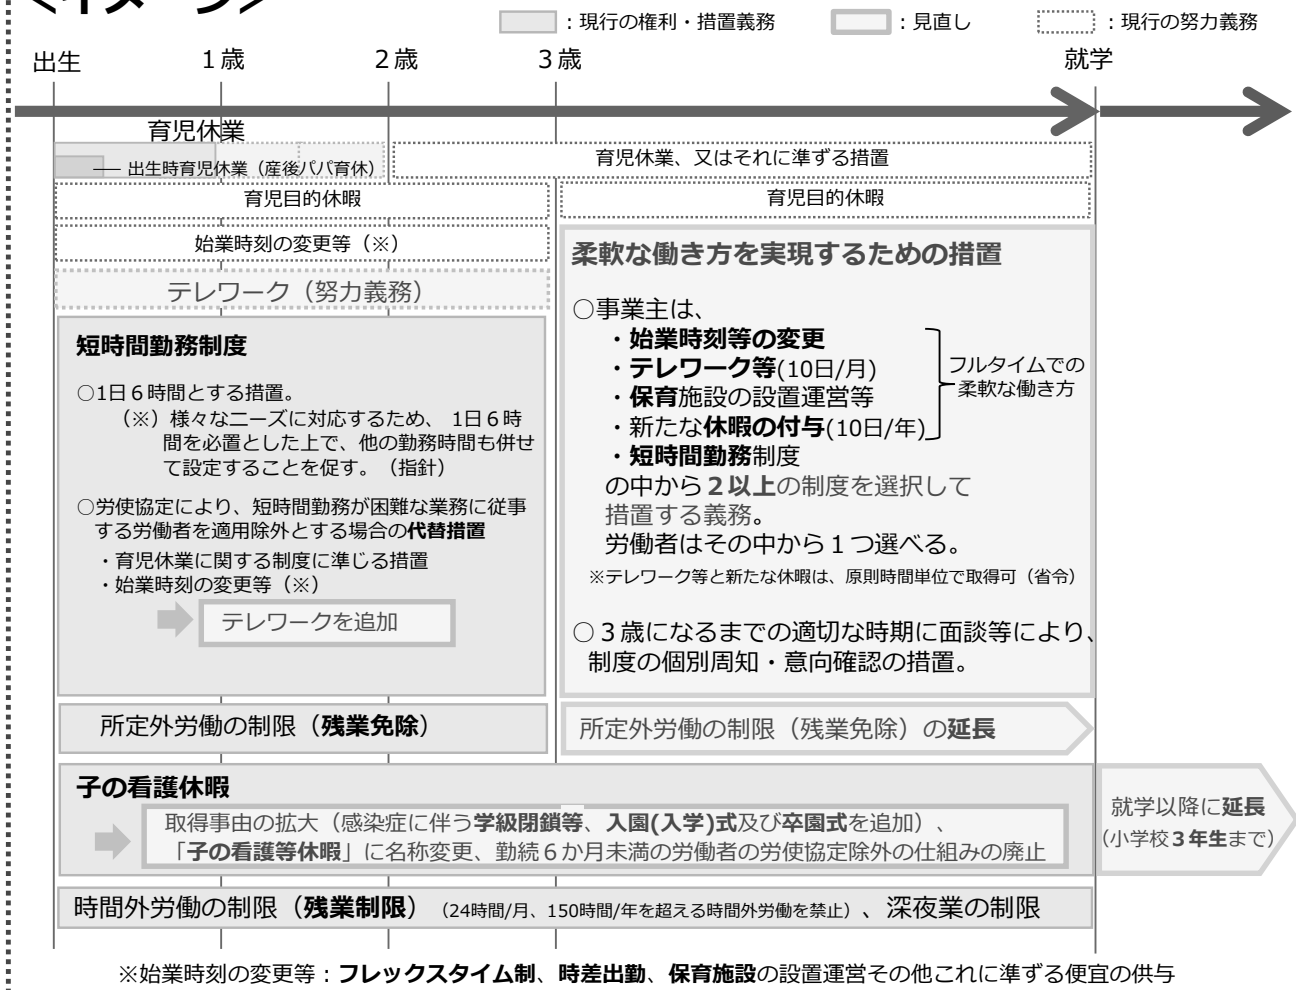 ＜イメージ＞
：現行の権利・措置義務
：見直し
：現行の努力義務
出生
１歳
２歳
３歳
就学
育児休業
出生時育児休業（産後パパ育休）
育児休業、又はそれに準ずる措置
育児目的休暇
育児目的休暇
始業時刻の変更等（※）
テレワーク（努力義務）
短時間勤務制度
○1日６時間とする措置。
（※）様々なニーズに対応するため、 1日６時
間を必置とした上で、他の勤務時間も併せ
て設定することを促す。（指針）
○労使協定により、短時間勤務が困難な業務に従事
する労働者を適用除外とする場合の代替措置
・育児休業に関する制度に準じる措置
・始業時刻の変更等（※）
テレワークを追加
柔軟な働き方を実現するための措置
○事業主は、
・始業時刻等の変更
・テレワーク等(10日/月)
・保育施設の設置運営等
・新たな休暇の付与(10日/年)
・短時間勤務制度
フルタイムでの
柔軟な働き方
の中から２以上の制度を選択して
措置する義務。
労働者はその中から１つ選べる。
※テレワーク等と新たな休暇は、原則時間単位で取得可（省令）
○３歳になるまでの適切な時期に面談等により、
制度の個別周知・意向確認の措置。
所定外労働の制限（残業免除）
所定外労働の制限（残業免除）の延長
子の看護休暇
取得事由の拡大（感染症に伴う学級閉鎖等、入園(入学)式及び卒園式を追加）、
「子の看護等休暇」に名称変更、勤続６か月未満の労働者の労使協定除外の仕組みの廃止
就学以降に延長
(小学校３年生まで)
時間外労働の制限（残業制限）（24時間/月、150時間/年を超える時間外労働を禁止）、深夜業の制限
※始業時刻の変更等：フレックスタイム制、時差出勤、保育施設の設置運営その他これに準ずる便宜の供与